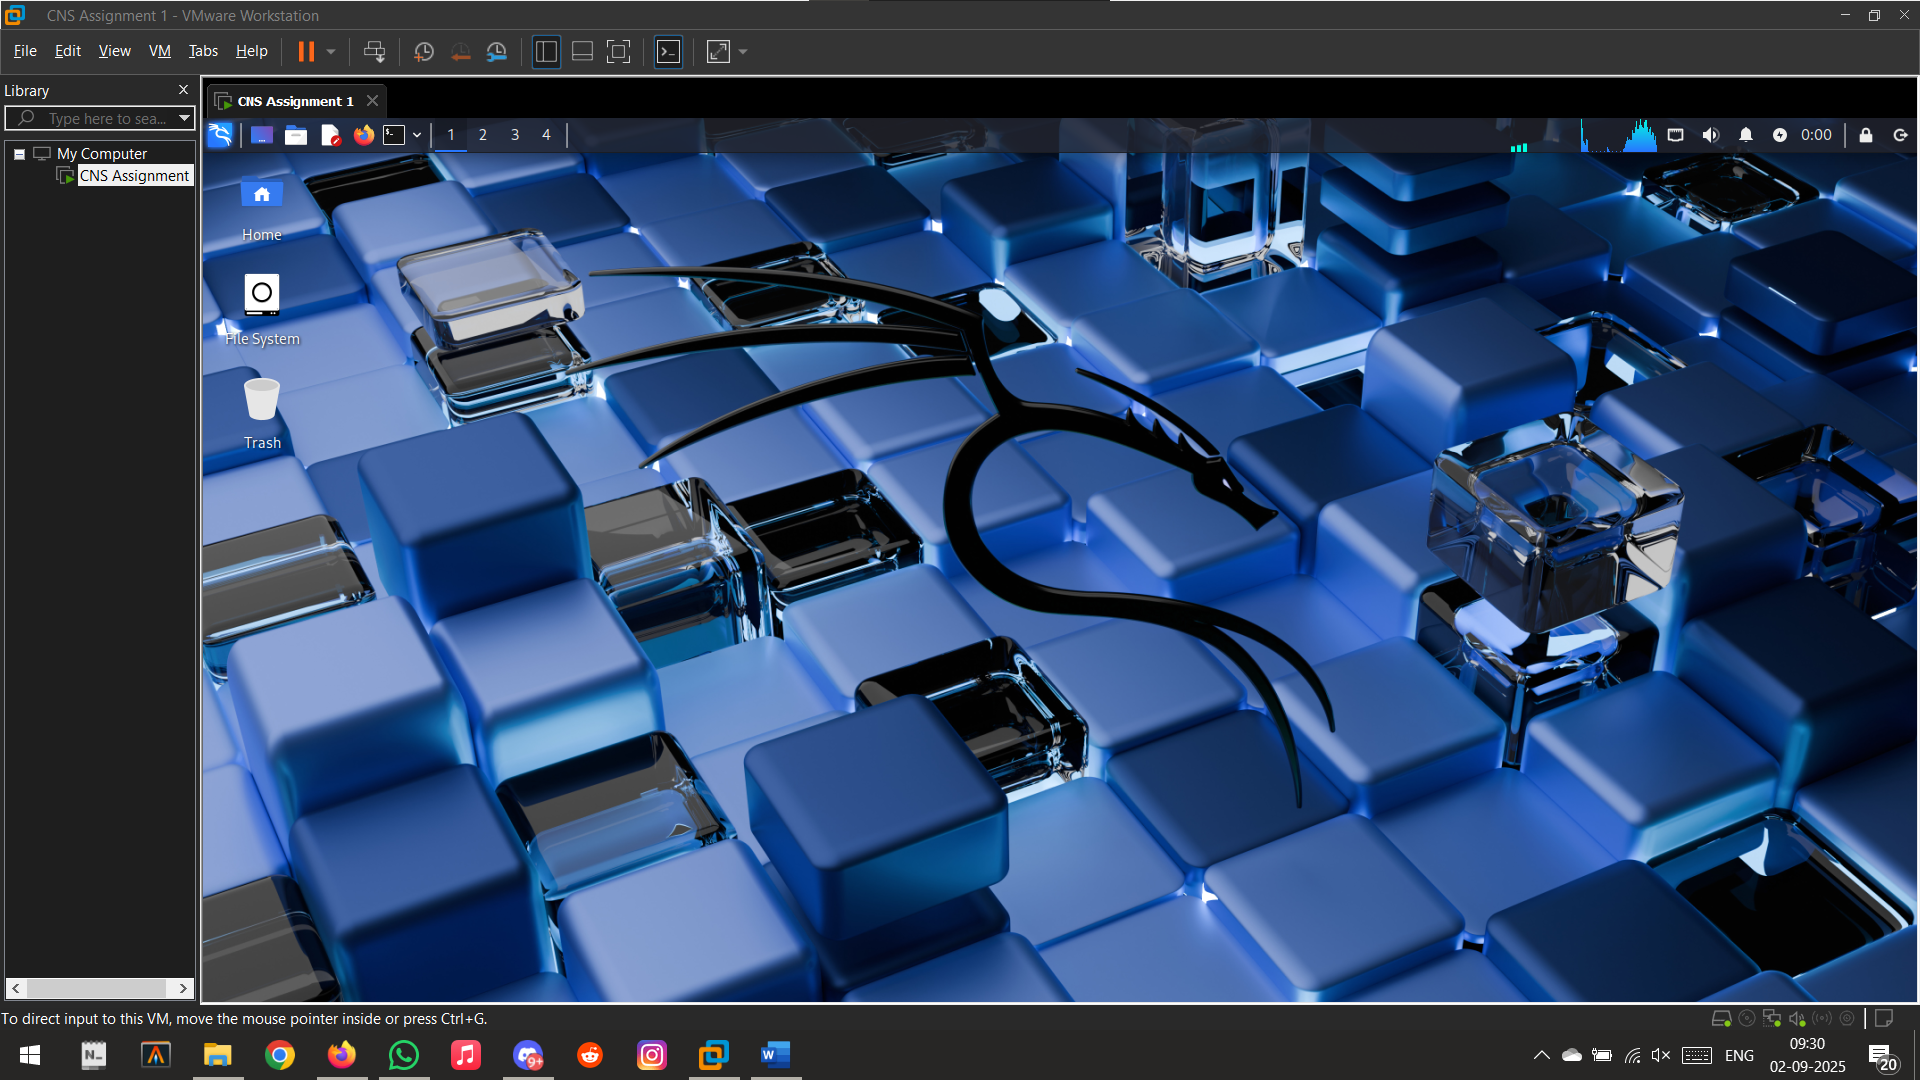 CNS Assignment 1 - VMware Workstation
File Edit View VM Tabs Help
Library
Type here to sea...
My Computer
CNS Assignment
CNS Assignment 1
1 2 3 4
0:00
Home
File System
Trash
To direct input to this VM, move the mouse pointer inside or press Ctrl+G.
N_
9+
W
ENG
09:30
02-09-2025
20